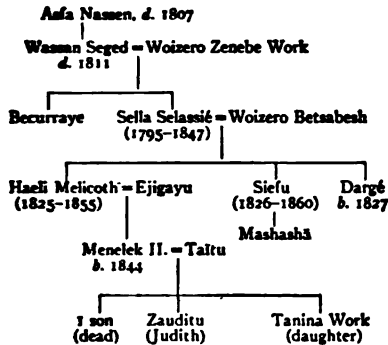 Asfa Nassen, d. 1807
Wassan Seged = Woizero Zenebe Work
d. 1811
Becurraye Sella Selassié = Woizero Betsabesh
(1795–1847)
Haeli Melicoth = Ejigayu Siefu Dargé
(1825–1855) (1826–1860) b. 1827
Mashashā
Menelek II. = Taītu
b. 1844
1 son Zauditu Tanina Work
(dead) (Judith) (daughter)